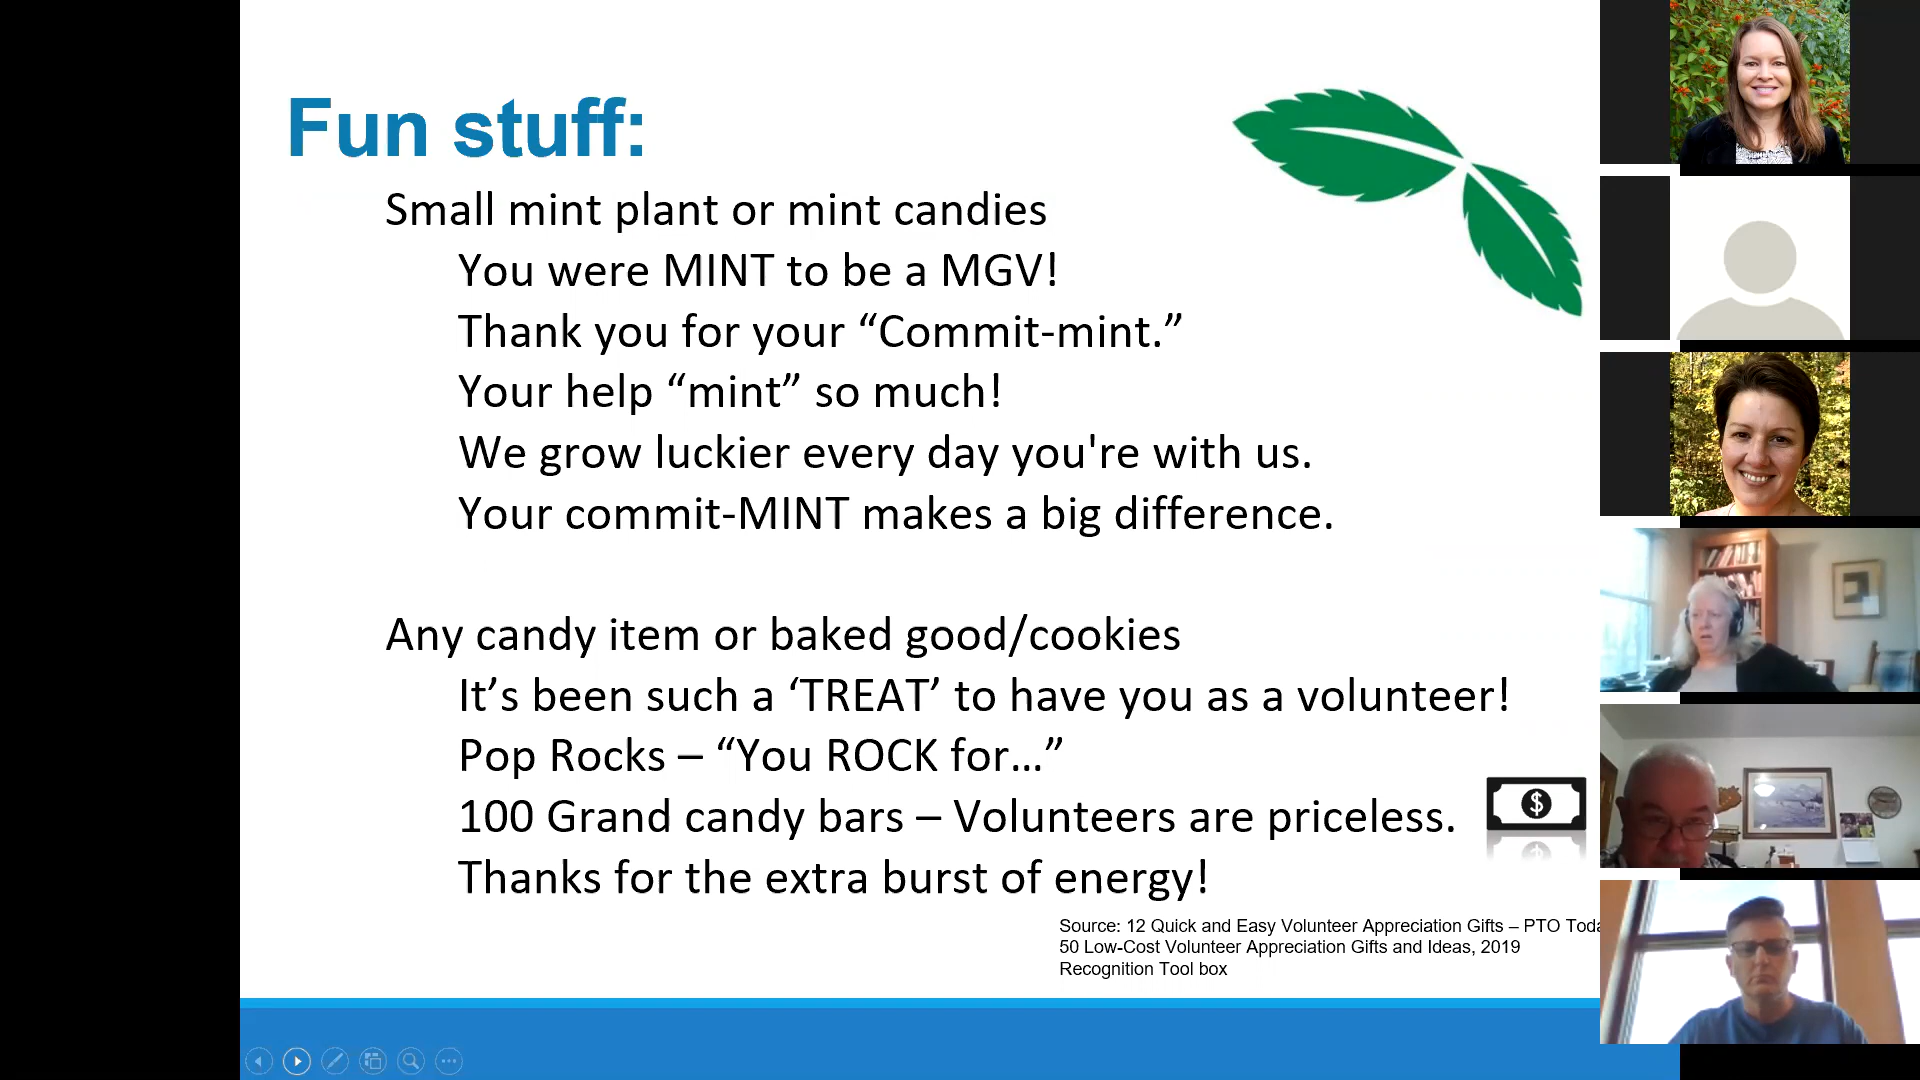 Fun stuff:
Small mint plant or mint candies
You were MINT to be a MGV!
Thank you for your “Commit-mint.”
Your help “mint” so much!
We grow luckier every day you're with us.
Your commit-MINT makes a big difference.
Any candy item or baked good/cookies
It’s been such a ‘TREAT’ to have you as a volunteer!
Pop Rocks – “You ROCK for…”
100 Grand candy bars – Volunteers are priceless.
$
Thanks for the extra burst of energy!
Source: 12 Quick and Easy Volunteer Appreciation Gifts – PTO
50 Low-Cost Volunteer Appreciation Gifts and Ideas, 2019
Recognition Tool box